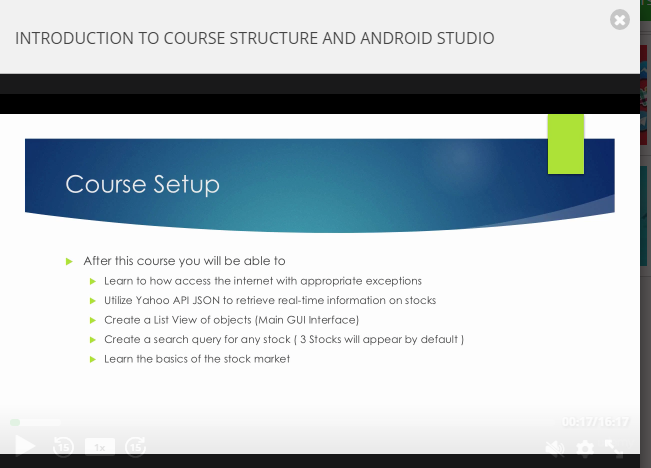 INTRODUCTION TO COURSE STRUCTURE AND ANDROID STUDIO
Course Setup
After this course you will be able to
Learn to how access the internet with appropriate exceptions
Utilize Yahoo API JSON to retrieve real-time information on stocks
Create a List View of objects (Main GUI Interface)
Create a search query for any stock ( 3 Stocks will appear by default )
Learn the basics of the stock market
00:17/16:17
15 1x 15